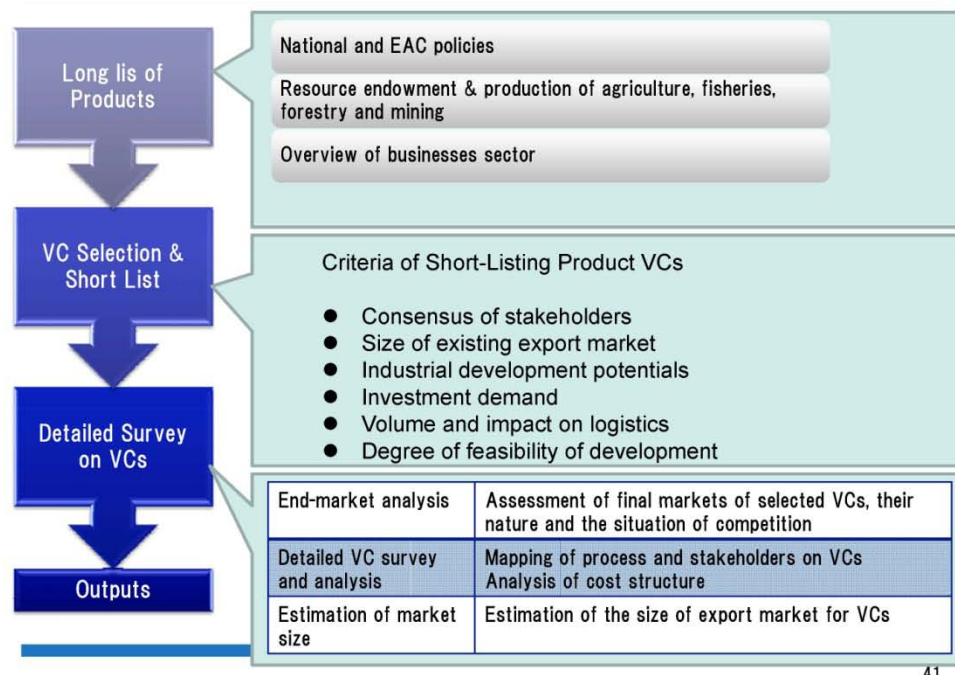 Long lis of
Products
National and EAC policies
Resource endowment & production of agriculture, fisheries,
forestry and mining
Overview of businesses sector
VC Selection &
Short List
Criteria of Short-Listing Product VCs
● Consensus of stakeholders
● Size of existing export market
● Industrial development potentials
● Investment demand
● Volume and impact on logistics
● Degree of feasibility of development
Detailed Survey
on VCs
End-market analysis
Assessment of final markets of selected VCs, their
nature and the situation of competition
Detailed VC survey
and analysis
Mapping of process and stakeholders on VCs
Analysis of cost structure
Estimation of market
size
Estimation of the size of export market for VCs
Outputs
41